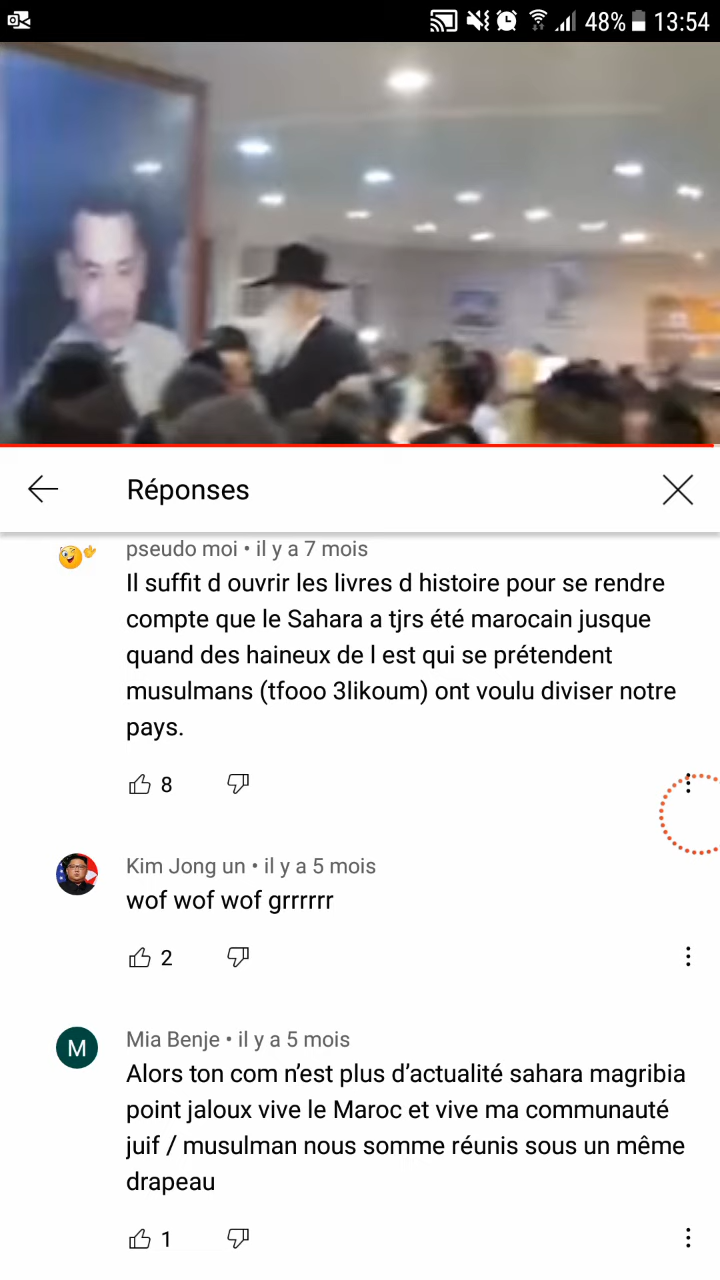 48% 13:54
Réponses
pseudo moi • il y a 7 mois
Il suffit d ouvrir les livres d histoire pour se rendre
compte que le Sahara a tjrs été marocain jusque
quand des haineux de l est qui se prétendent
musulmans (tfooo 3likoum) ont voulu diviser notre
pays.
8
Kim Jong un • il y a 5 mois
wof wof wof grrrrrr
2
M
Mia Benje • il y a 5 mois
Alors ton com n’est plus d’actualité sahara magribia
point jaloux vive le Maroc et vive ma communauté
juif / musulman nous somme réunis sous un même
drapeau
1